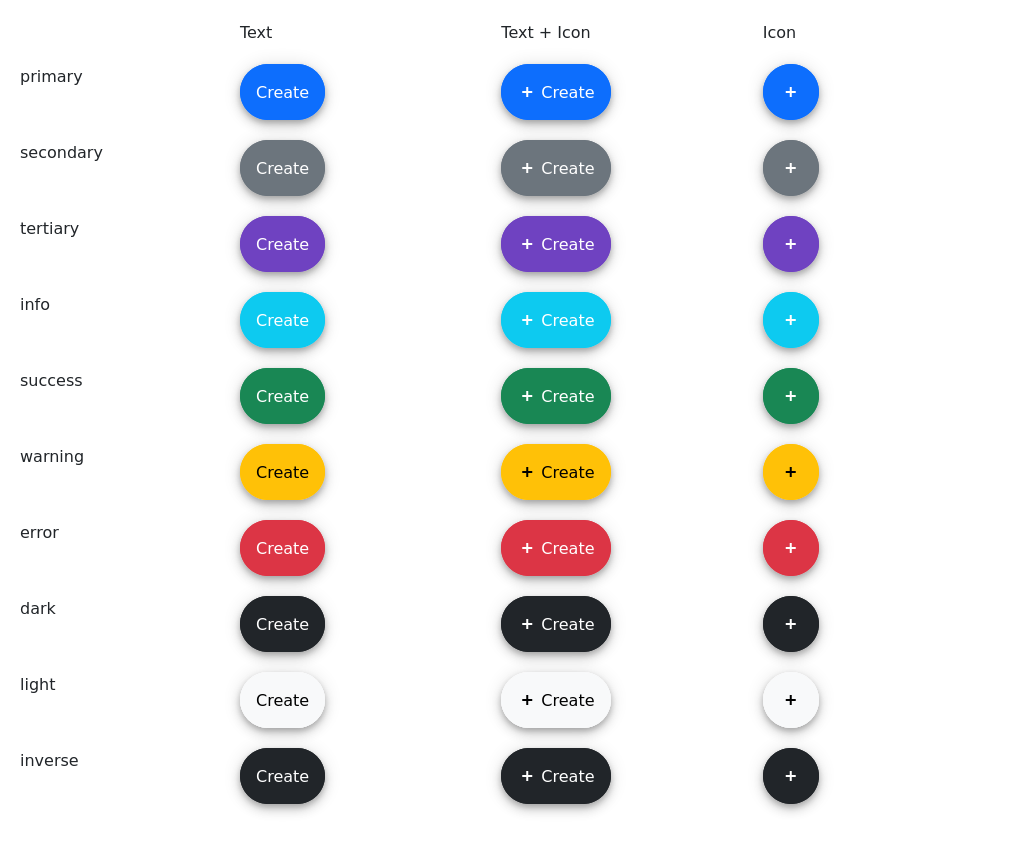 Text Text + Icon Icon
primary Create + Create +
secondary Create + Create +
tertiary Create + Create +
info Create + Create +
success Create + Create +
warning Create + Create +
error Create + Create +
dark Create + Create +
light Create + Create +
inverse Create + Create +